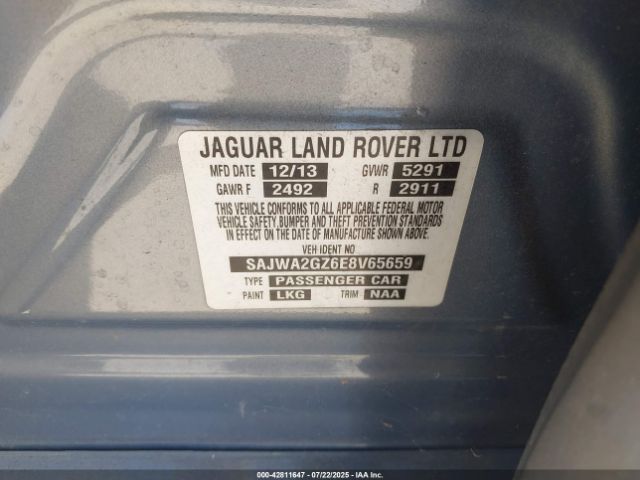 JAGUAR LAND ROVER LTD
MFD DATE 12/13 GVWR 5291
GAWR F 2492 R 2911
THIS VEHICLE CONFORMS TO ALL APPLICABLE FEDERAL MOTOR
VEHICLE SAFETY, BUMPER AND THEFT PREVENTION STANDARDS
IN EFFECT ON THE DATE OF MANUFACTURE SHOWN ABOVE.
VEH IDENT NO
SAJWA2GZ6E8V65659
TYPE PASSENGER CAR
PAINT LKG TRIM NAA
000-42811647 - 07/22/2025 - IAA Inc.